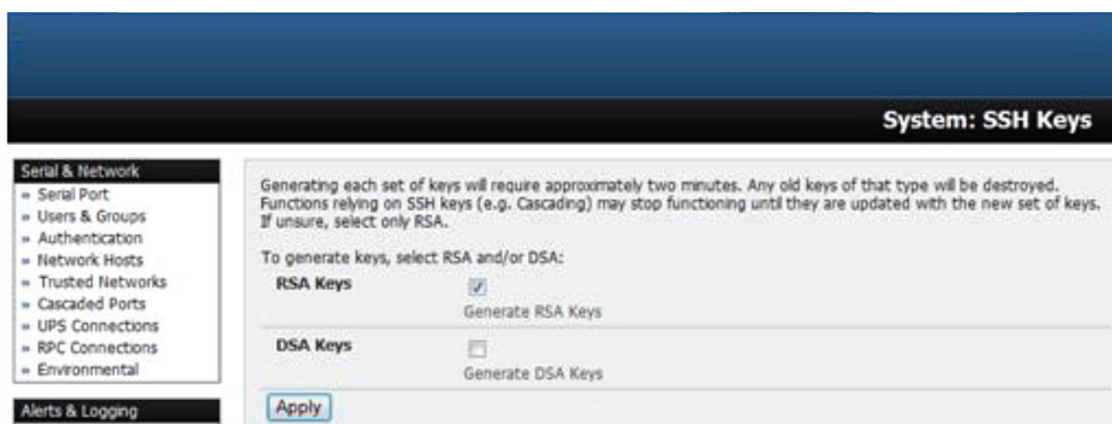 System: SSH Keys
Serial & Network
» Serial Port
» Users & Groups
» Authentication
» Network Hosts
» Trusted Networks
» Cascaded Ports
» UPS Connections
» RPC Connections
» Environmental
Alerts & Logging
Generating each set of keys will require approximately two minutes. Any old keys of that type will be destroyed.
Functions relying on SSH keys (e.g. Cascading) may stop functioning until they are updated with the new set of keys.
If unsure, select only RSA.
To generate keys, select RSA and/or DSA:
RSA Keys
Generate RSA Keys
DSA Keys
Generate DSA Keys
Apply